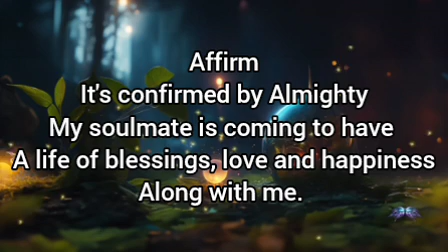 Affirm
It's confirmed by Almighty
My soulmate is coming to have
A life of blessings, love and happiness
Along with me.